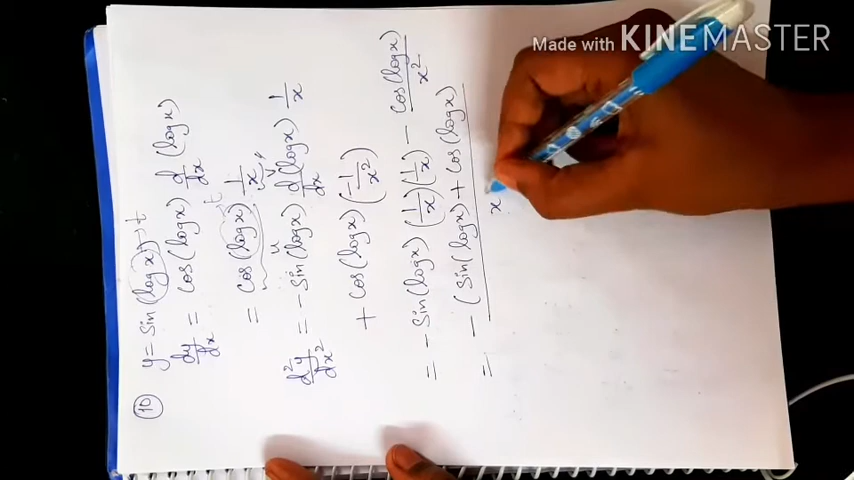 Made with KINEMASTER
10 y = Sin(log x) → t
dy/dx = cos(log x) d/dx (log x)
t
= cos(log x) 1/x
u v
d²y/dx² = - Sin(log x) d(log x)/dx 1/x
+ cos(log x) (-1/x²)
= - Sin(log x) (1/x)(1/x) - cos(log x)/x²
= - (Sin(log x) + cos(log x)
x